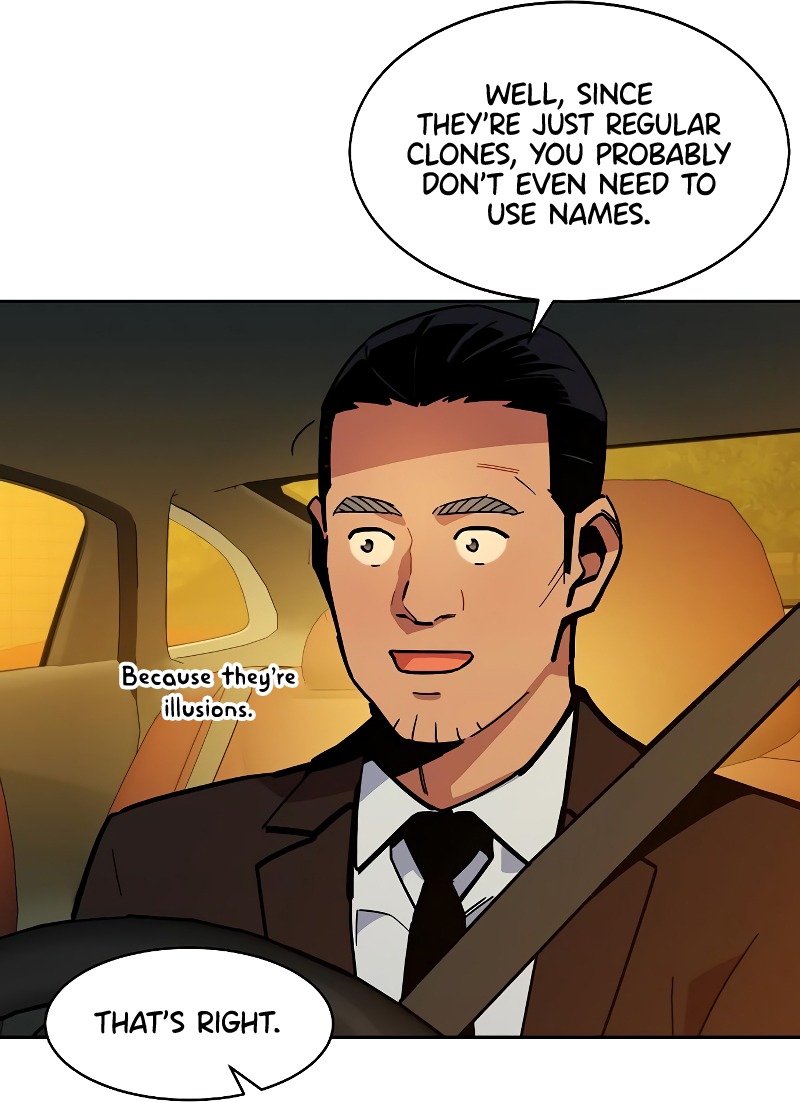 WELL, SINCE
THEY'RE JUST REGULAR
CLONES, YOU PROBABLY
DON'T EVEN NEED TO
USE NAMES.
Because they're
illusions.
THAT'S RIGHT.